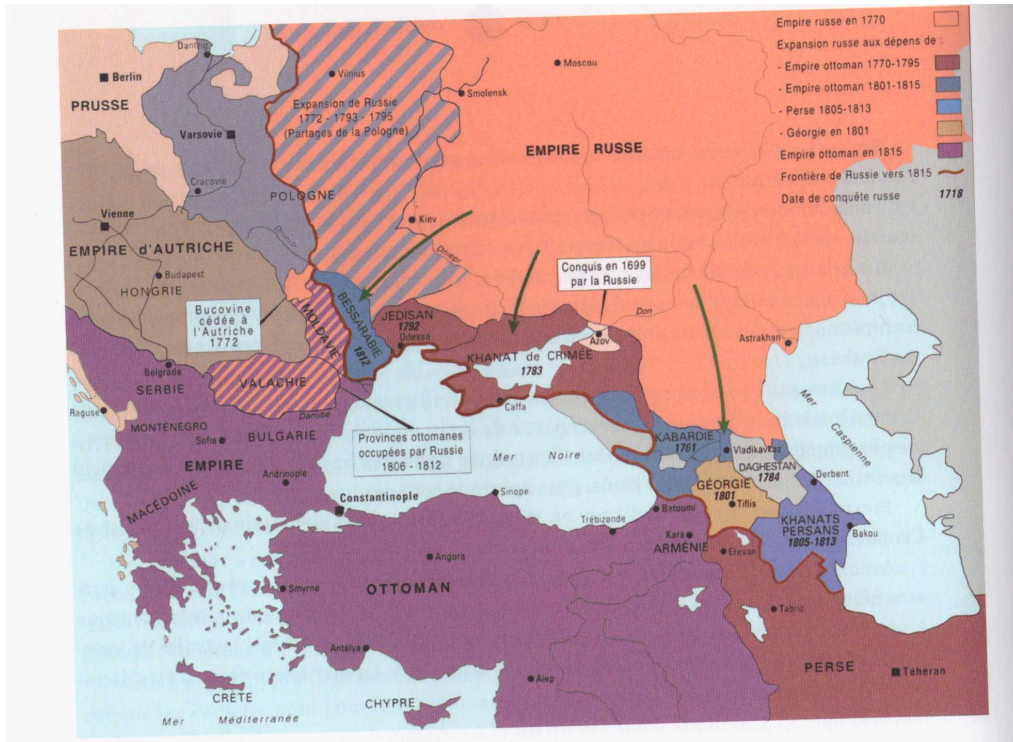 Empire russe en 1770
Expansion russe aux dépens de :
- Empire ottoman 1770-1795
- Empire ottoman 1801-1815
- Perse 1805-1813
- Géorgie en 1801
Empire ottoman en 1815
Frontière de Russie vers 1815
Date de conquête russe 1718
Dantzig
Berlin
PRUSSE
Vilnius
Moscou
Smolensk
Expansion de Russie
1772 - 1793 - 1795
(Partages de la Pologne)
Varsovie
EMPIRE RUSSE
Cracovie
POLOGNE
Kiev
Vienne
EMPIRE d'AUTRICHE
Dniestr
Dniepr
Budapest
HONGRIE
Conquis en 1699
par la Russie
Bucovine
cédée à
l'Autriche
1772
MOLDAVIE
BESSARABIE
1812
JEDISAN
1792
Odessa
Don
Azov
Astrakhan
KHANAT de CRIMÉE
1783
Caffa
Belgrade
SERBIE
VALACHIE
Danube
Raguse
MONTÉNÉGRO
Sofia
BULGARIE
Provinces ottomanes
occupées par Russie
1806 - 1812
Mer Noire
Mer Caspienne
KABARDIE
1761
Vladikavkaz
DAGHESTAN
1784
Derbent
EMPIRE
Andrinople
MACÉDOINE
Constantinople
Sinope
GÉORGIE
1801
Tiflis
Batoumi
Trébizonde
KHANATS
PERSANS
1805-1813
Bakou
Kars
ARMÉNIE
Erevan
Angora
Smyrne
OTTOMAN
Tabriz
Antalya
Alep
PERSE
Téhéran
CRÈTE
CHYPRE
Mer Méditerranée